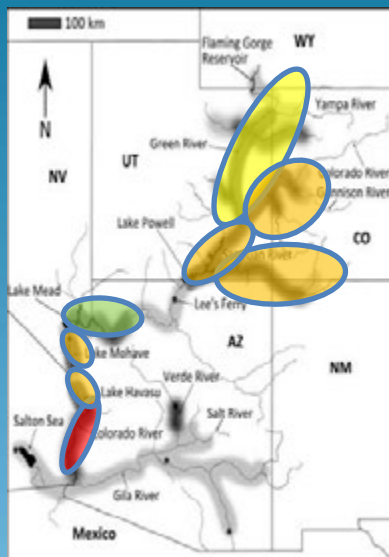 100 km
WY
Flaming Gorge
Reservoir
Yampa River
N
Green River
UT
NV
Colorado River
Gunnison River
Lake Powell
CO
River
Lake Mead
Lee's Ferry
AZ
Lake Mohave
NM
Verde River
Lake Havasu
Salt River
Salton Sea
Colorado River
Gila River
Mexico